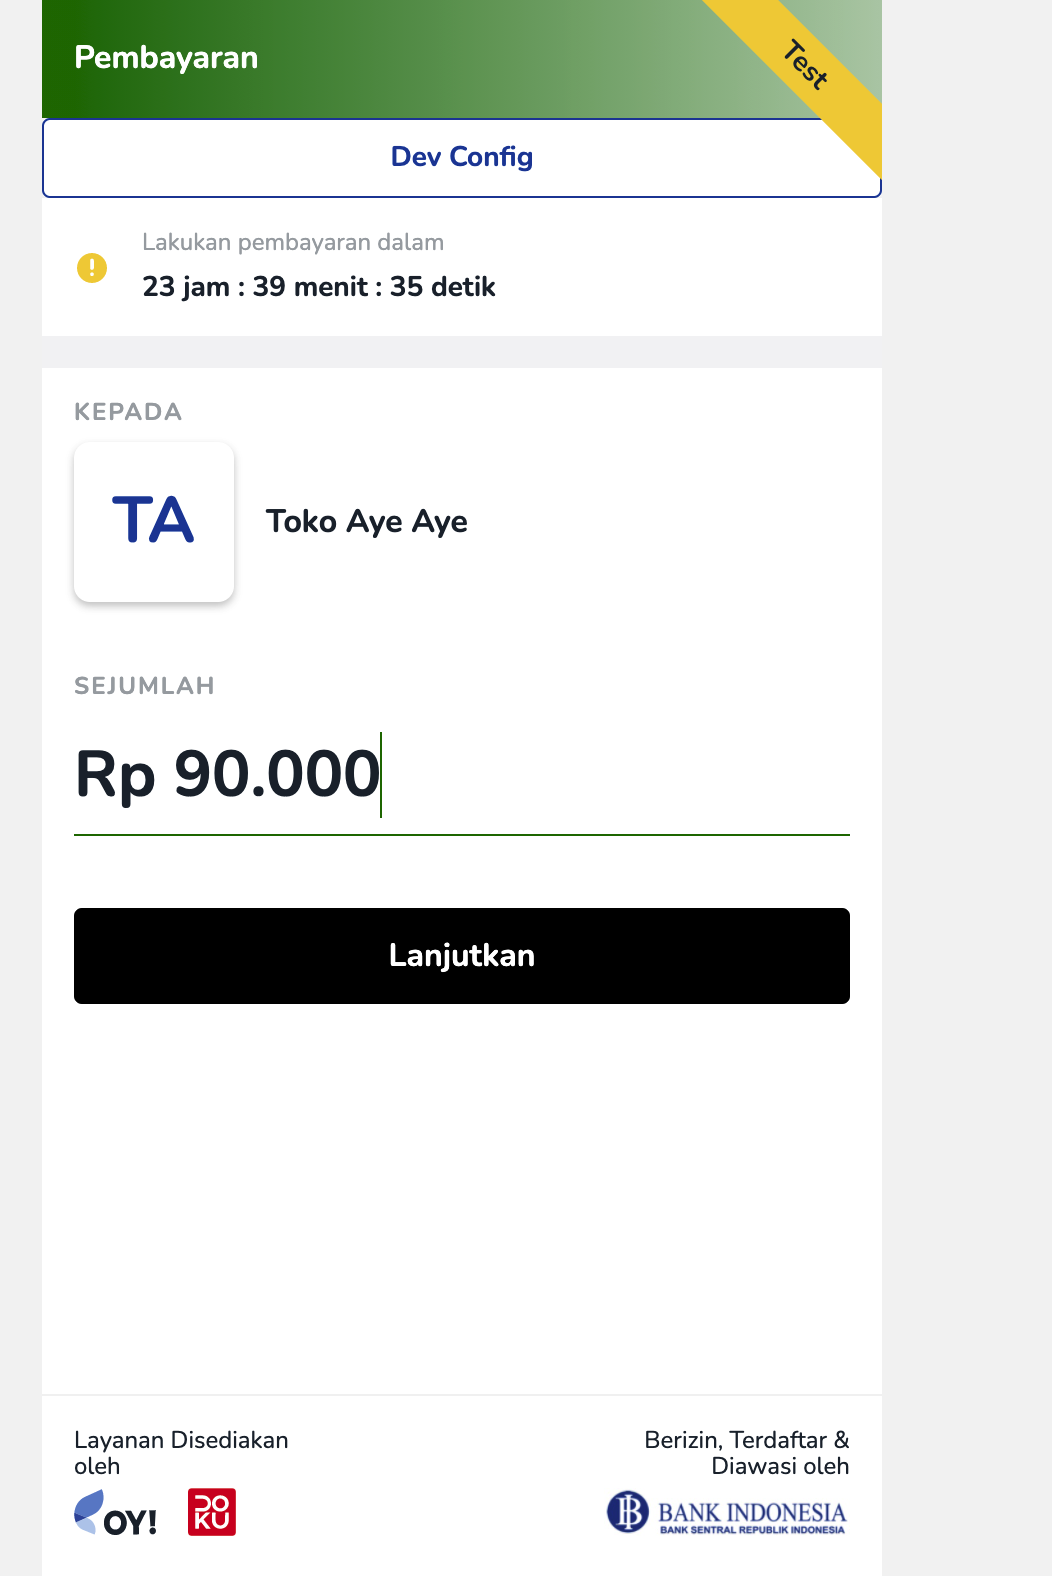 Pembayaran
Test
Dev Config
Lakukan pembayaran dalam
23 jam : 39 menit : 35 detik
KEPADA
TA
Toko Aye Aye
SEJUMLAH
Rp 90.000
Lanjutkan
Layanan Disediakan
oleh
OY!
DOKU
Berizin, Terdaftar &
Diawasi oleh
BANK INDONESIA
BANK SENTRAL REPUBLIK INDONESIA